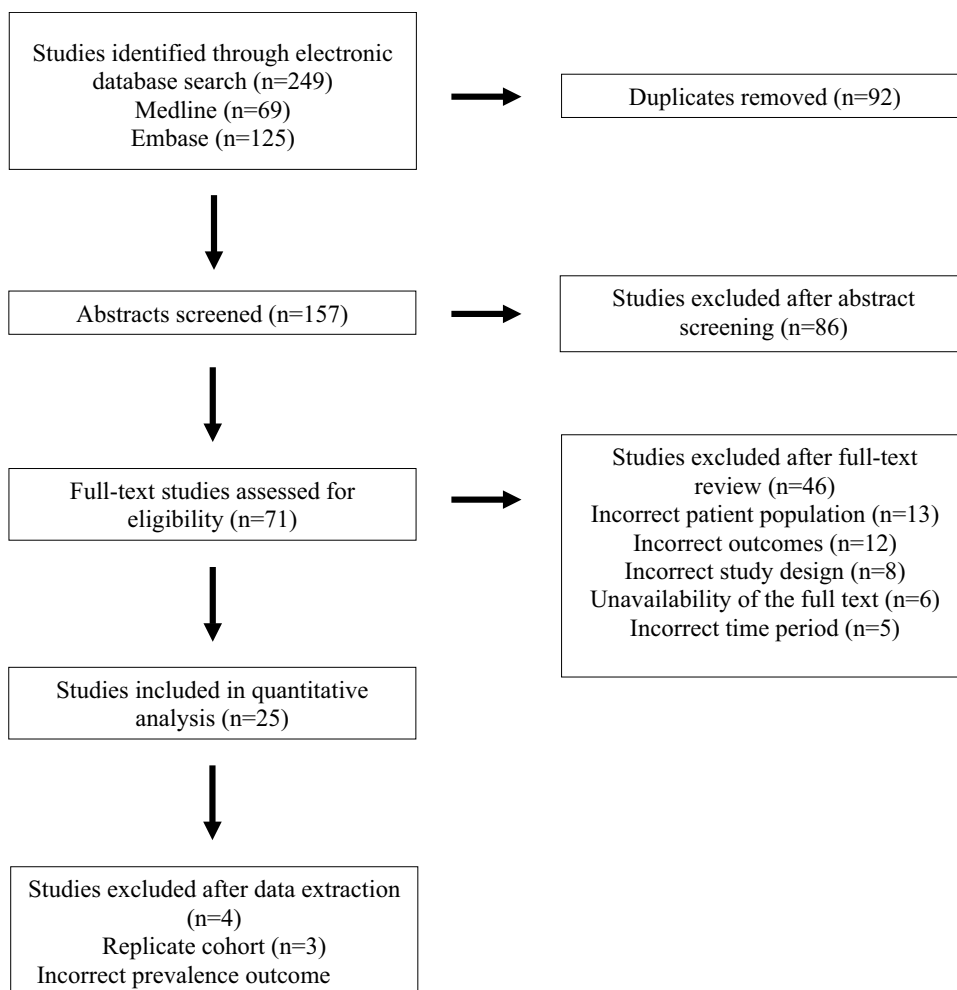 Studies identified through electronic
database search (n=249)
Medline (n=69)
Embase (n=125)
Duplicates removed (n=92)
Abstracts screened (n=157)
Studies excluded after abstract
screening (n=86)
Full-text studies assessed for
eligibility (n=71)
Studies excluded after full-text
review (n=46)
Incorrect patient population (n=13)
Incorrect outcomes (n=12)
Incorrect study design (n=8)
Unavailability of the full text (n=6)
Incorrect time period (n=5)
Studies included in quantitative
analysis (n=25)
Studies excluded after data extraction
(n=4)
Replicate cohort (n=3)
Incorrect prevalence outcome